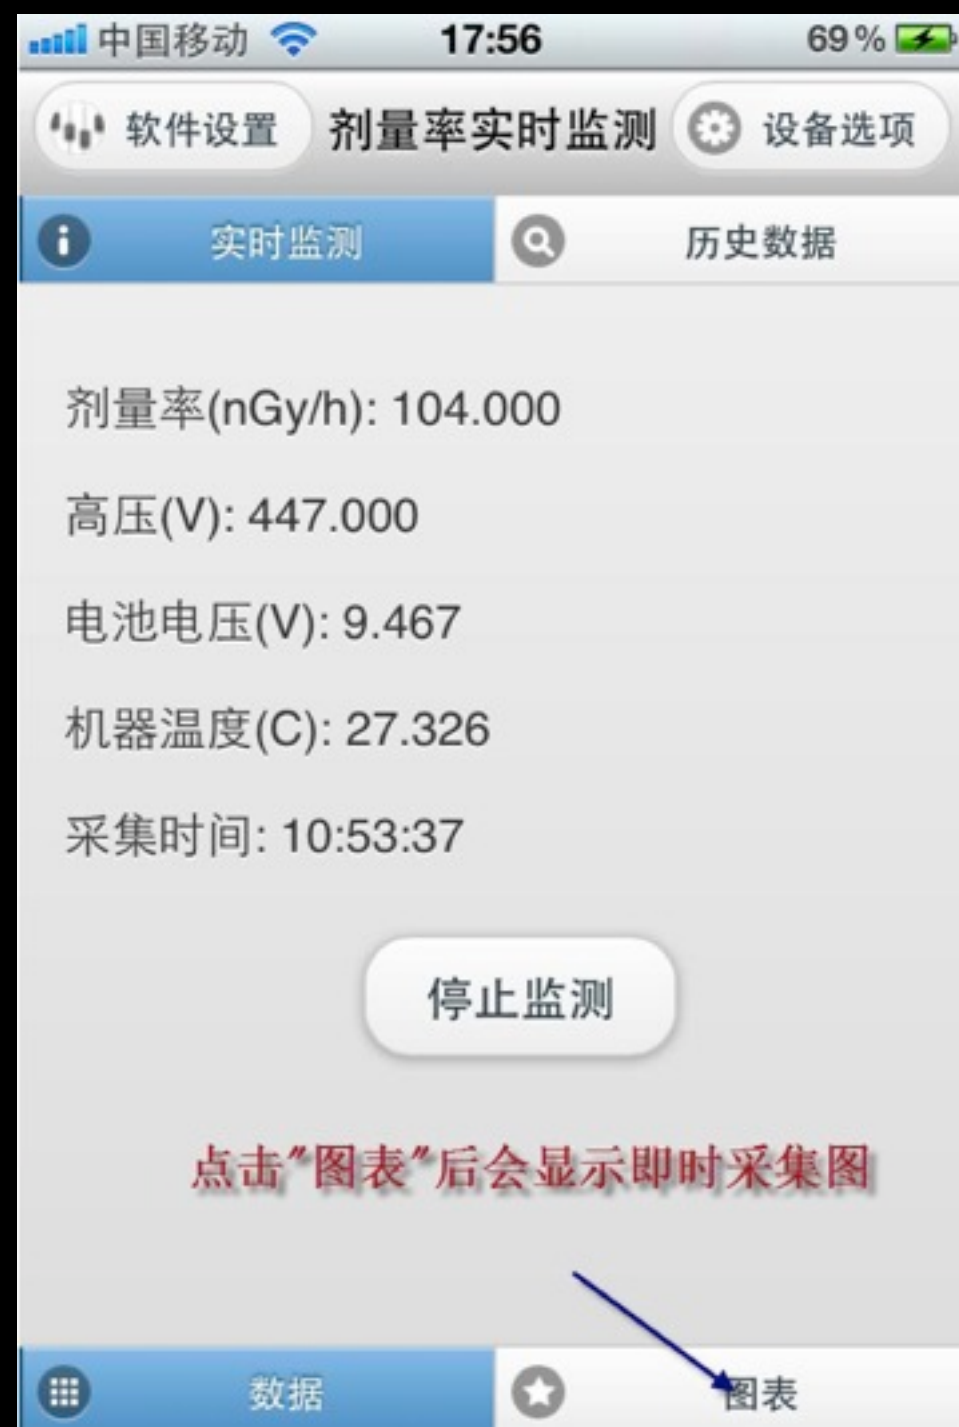 中国移动 17:56 69%
软件设置 剂量率实时监测 设备选项
实时监测 历史数据
剂量率(nGy/h): 104.000
高压(V): 447.000
电池电压(V): 9.467
机器温度(C): 27.326
采集时间: 10:53:37
停止监测
点击"图表"后会显示即时采集图
数据 图表